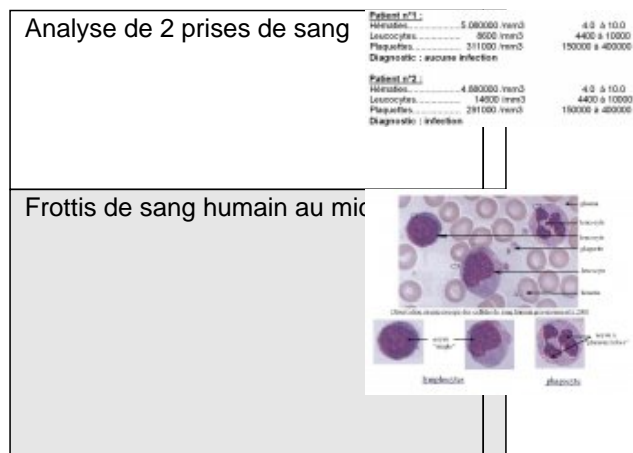 Analyse de 2 prises de sang
Patient n°1 :
Hématies.................. 5.080000 /mm3 4.0 à 10.0
Leucocytes............... 8600 /mm3 4400 à 10000
Plaquettes................ 311000 /mm3 150000 à 400000
Diagnostic : aucune infection
Patient n°2 :
Hématies.................. 4.880000 /mm3 4.0 à 10.0
Leucocytes............... 14600 /mm3 4400 à 10000
Plaquettes................ 291000 /mm3 150000 à 400000
Diagnostic : infection
Frottis de sang humain au mic
plasma
leucocyte
leucocyte
plaquette
leucocyte
hématie
noyau
lymphocytes
phagocyte